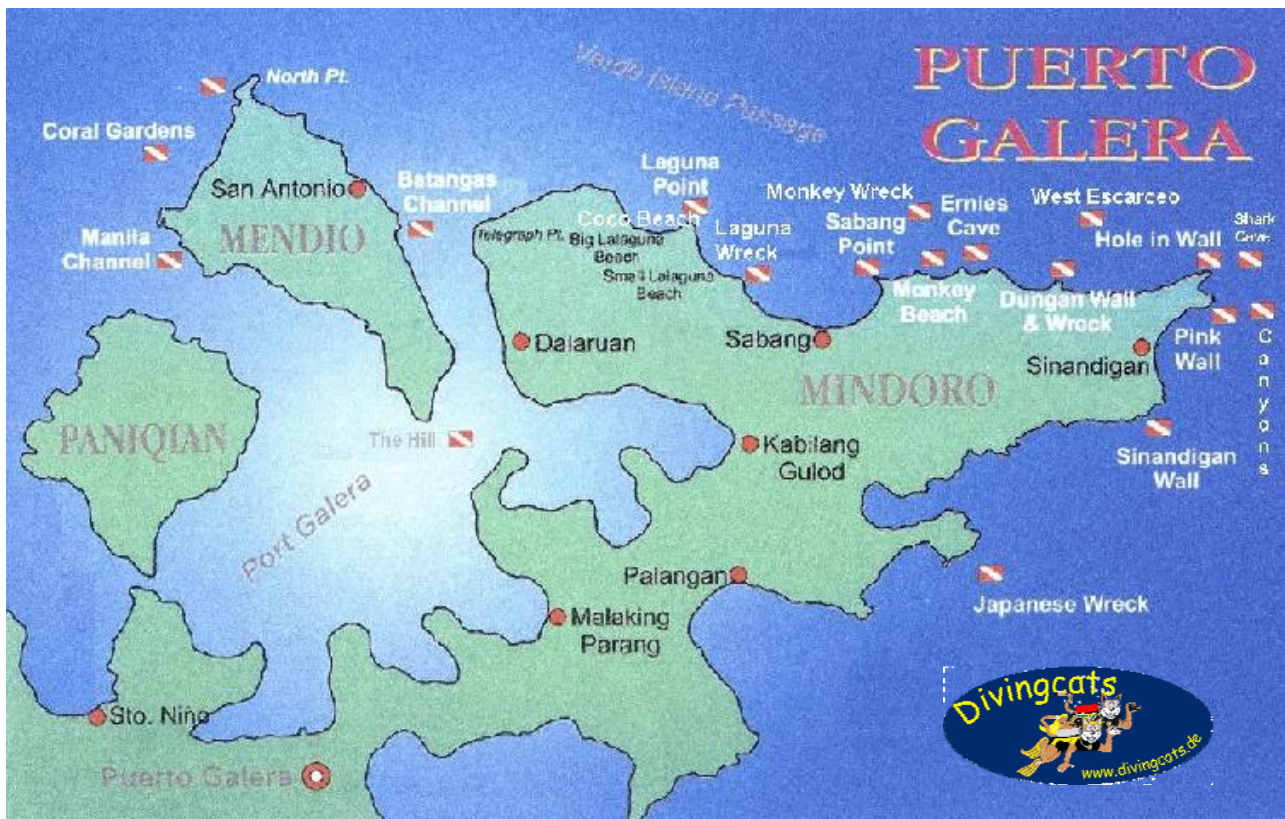 PUERTO
GALERA
Verde Island Passage
North Pt.
Coral Gardens
San Antonio
MENDIO
Manila
Channel
Batangas
Channel
Laguna
Point
Coco Beach
Telegraph Pt.
Big Lalaguna
Beach
Small Lalaguna
Beach
Laguna
Wreck
Monkey Wreck
Sabang
Point
Ernies
Cave
West Escarceo
Shark
Cave
Hole in Wall
Monkey
Beach
Dungan Wall
& Wreck
Pink
Wall
Canyons
Dalaruan
Sabang
Sinandigan
MINDORO
PANIQIAN
The Hill
Kabilang
Gulod
Sinandigan
Wall
Port Galera
Palangan
Japanese Wreck
Malaking
Parang
Sto. Niño
Puerto Galera
Divingcats
www.divingcats.de